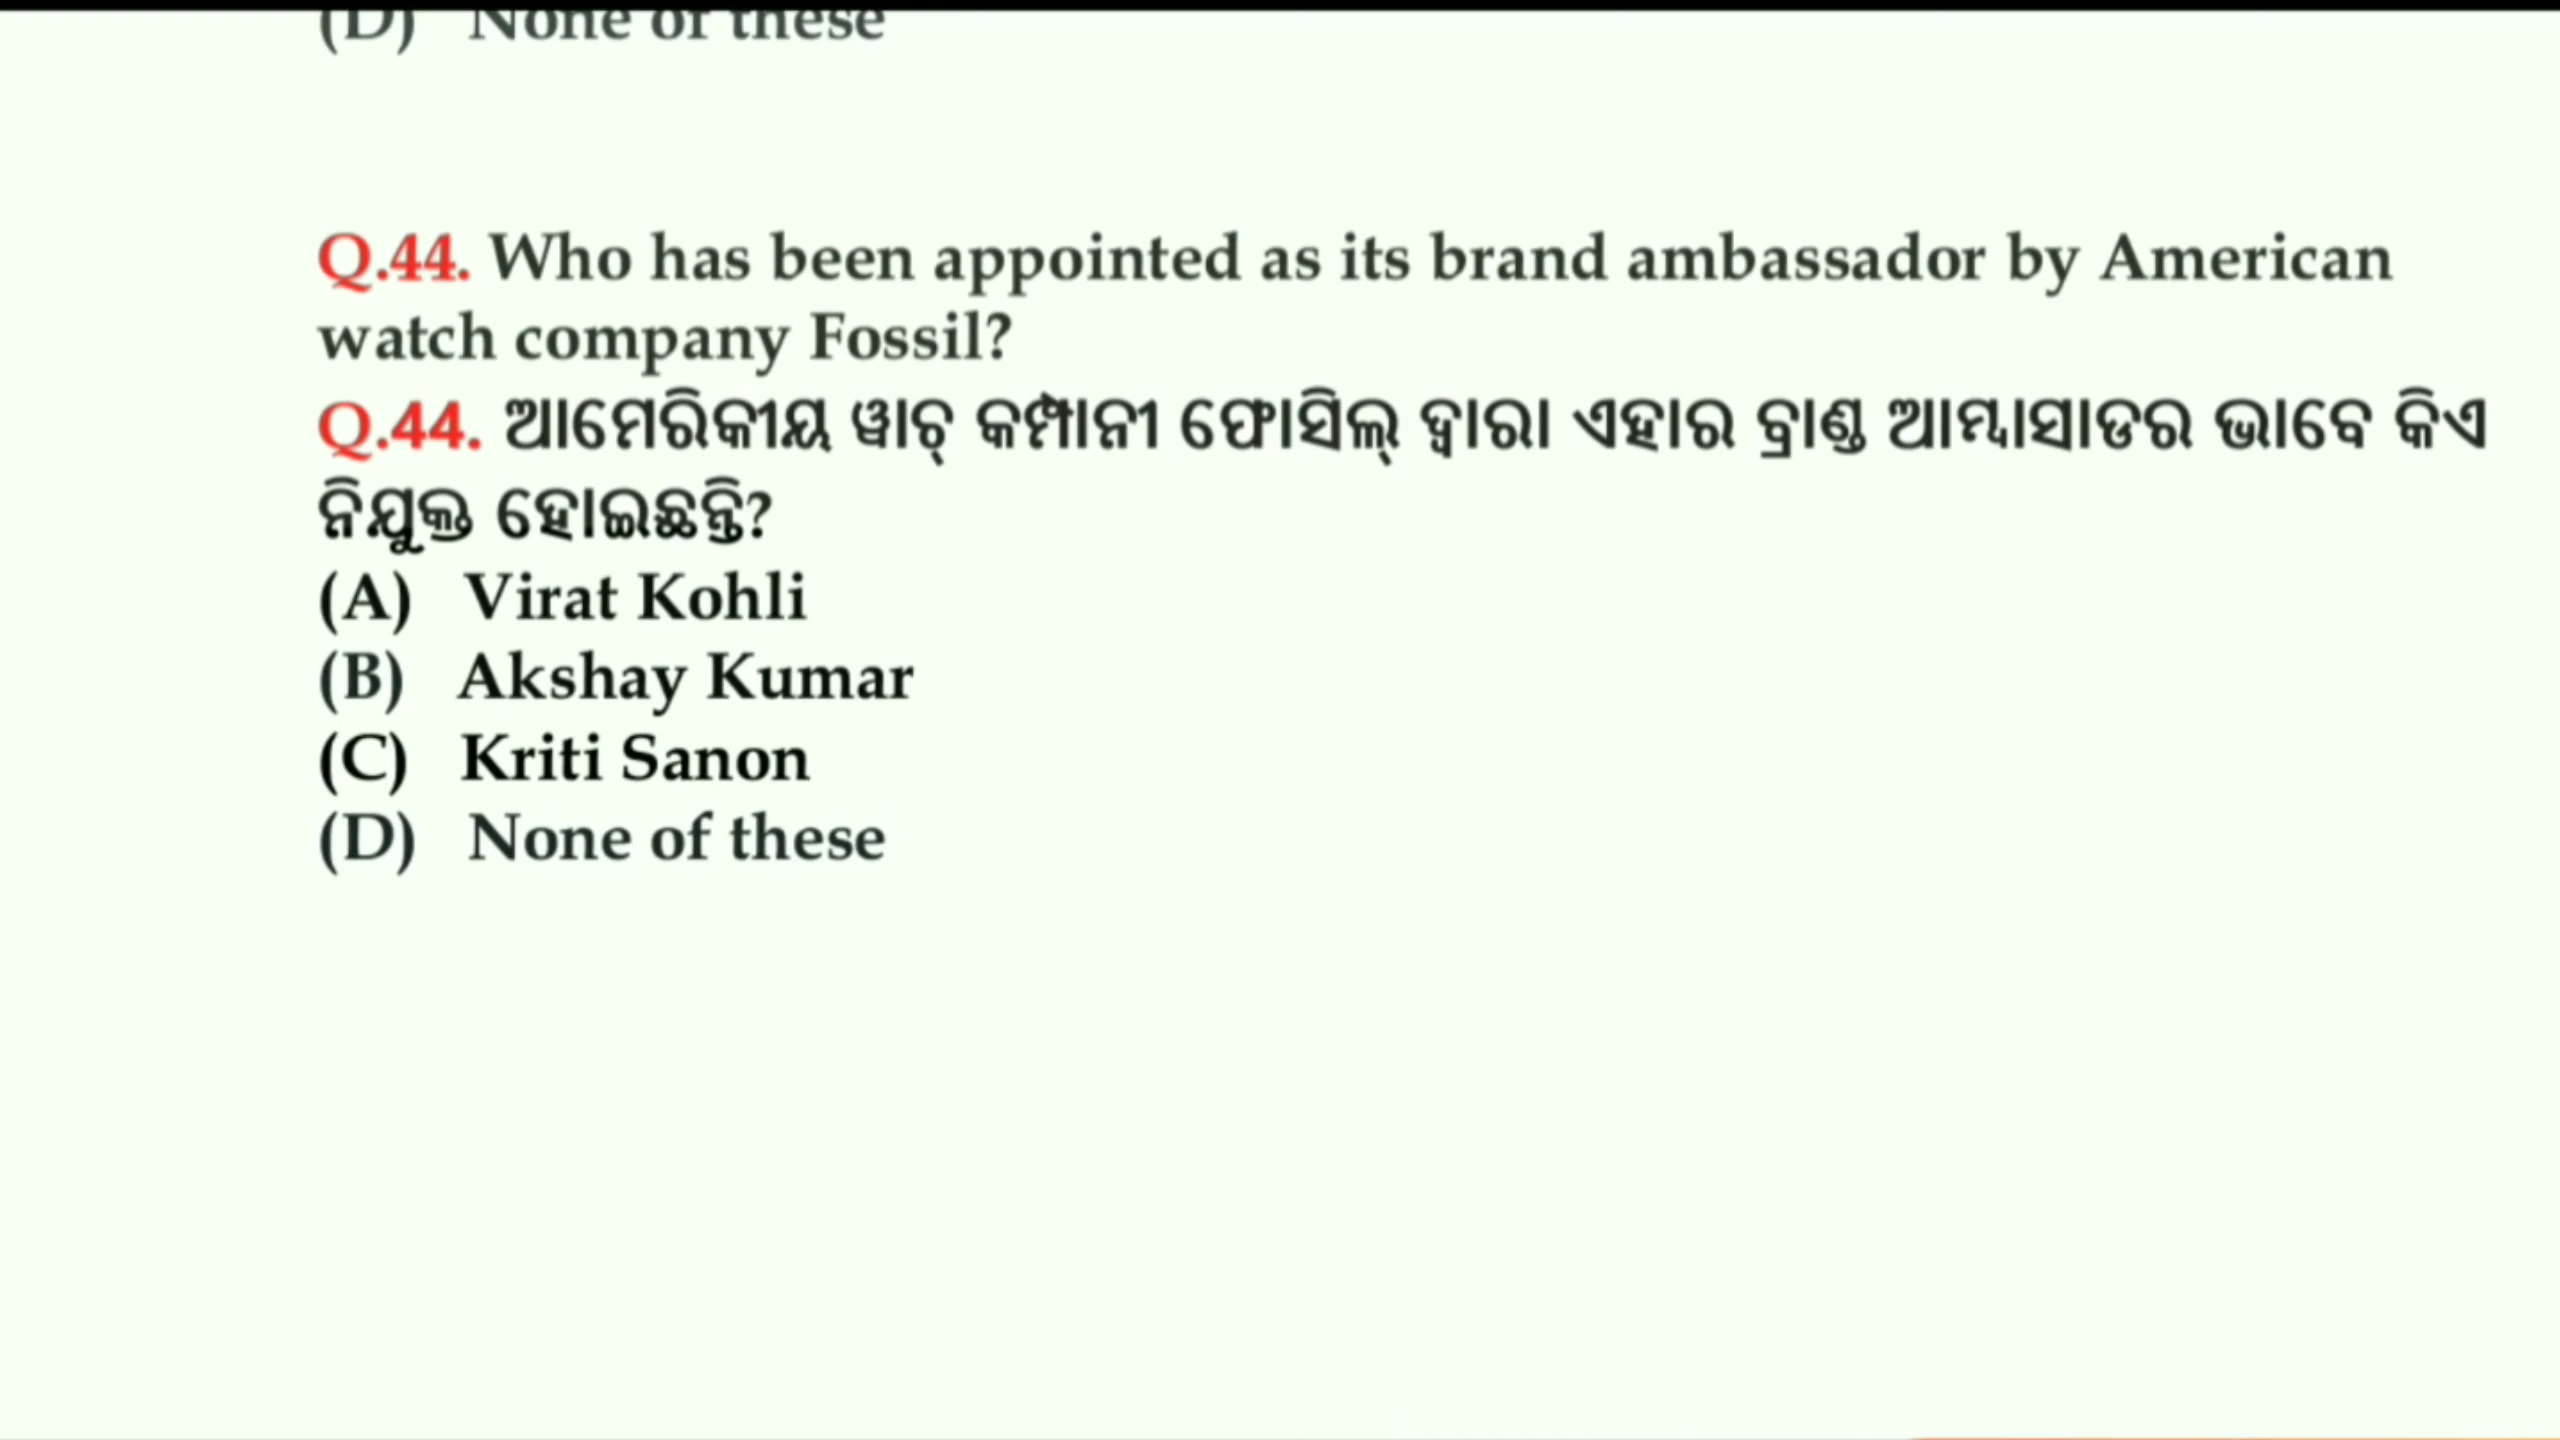 (D) None of these
Q.44. Who has been appointed as its brand ambassador by American
watch company Fossil?
Q.44. ଆମେରିକୀୟ ୱାଚ୍ କମ୍ପାନୀ ଫୋସିଲ୍ ଦ୍ୱାରା ଏହାର ବ୍ରାଣ୍ଡ ଆମ୍ବାସାଡର ଭାବେ କିଏ
ନିଯୁକ୍ତ ହୋଇଛନ୍ତି?
(A) Virat Kohli
(B) Akshay Kumar
(C) Kriti Sanon
(D) None of these